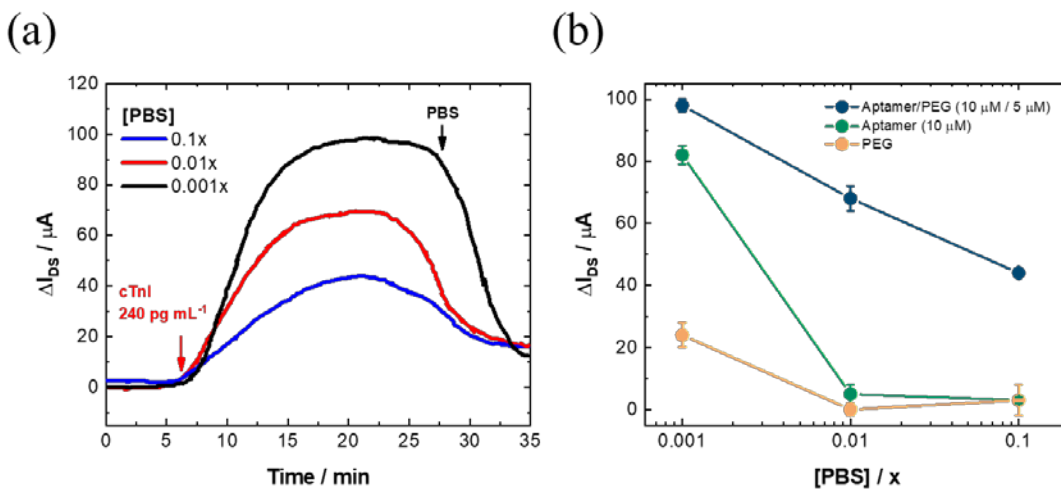 (a)
(b)
120
100
80
60
40
20
0
ΔI_DS / μA
[PBS]
0.1x
0.01x
0.001x
PBS
cTnI
240 pg mL⁻¹
0 5 10 15 20 25 30 35
Time / min
100
80
60
40
20
0
ΔI_DS / μA
Aptamer/PEG (10 μM / 5 μM)
Aptamer (10 μM)
PEG
0.001 0.01 0.1
[PBS] / x